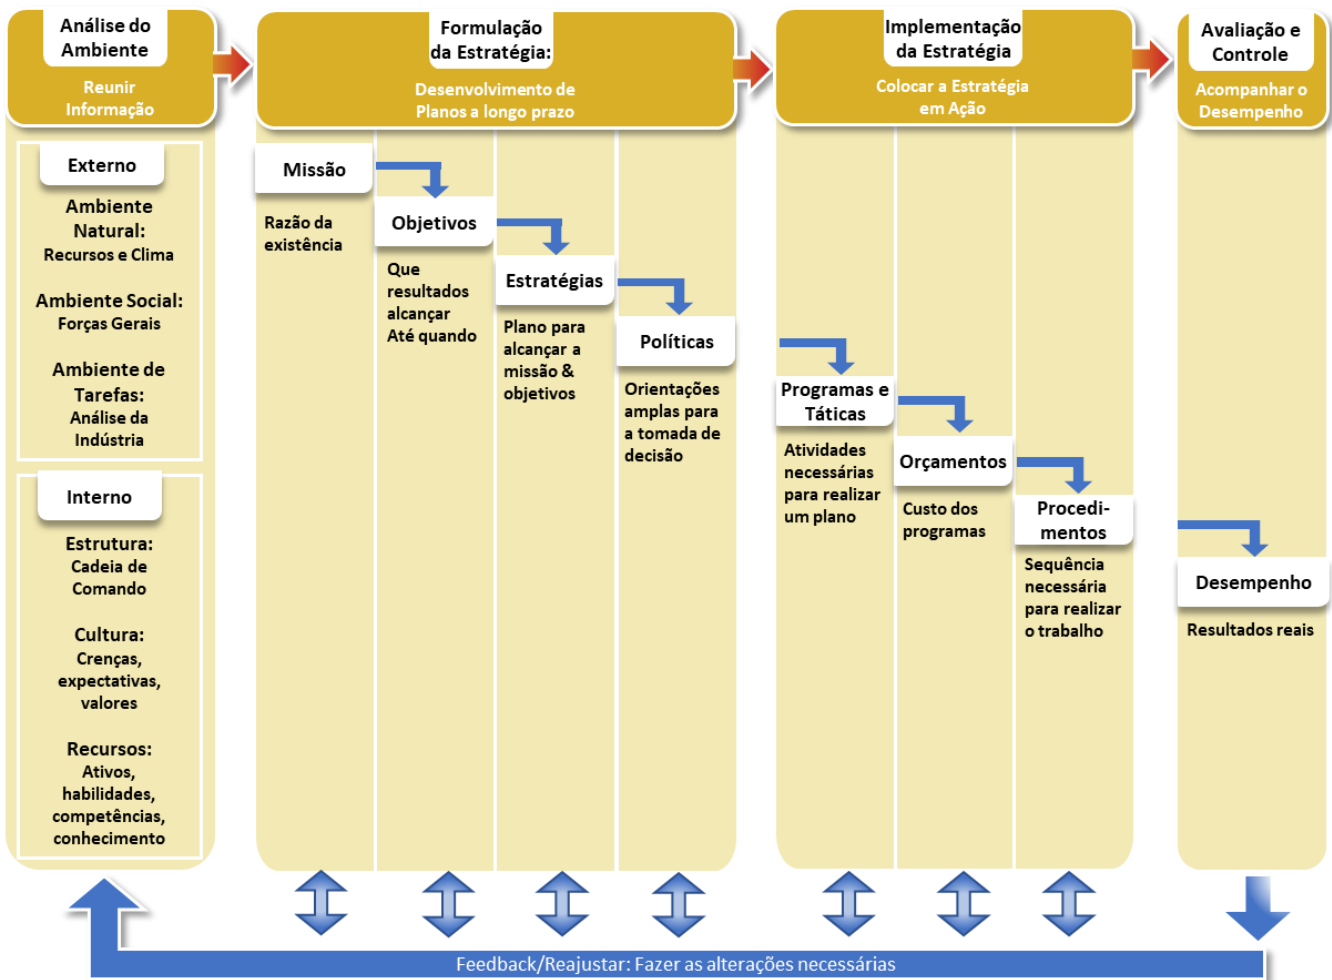 Análise do
Ambiente
Reunir
Informação
Externo
Ambiente
Natural:
Recursos e Clima
Ambiente Social:
Forças Gerais
Ambiente de
Tarefas:
Análise da
Indústria
Interno
Estrutura:
Cadeia de
Comando
Cultura:
Crenças,
expectativas,
valores
Recursos:
Ativos,
habilidades,
competências,
conhecimento
Formulação
da Estratégia:
Desenvolvimento de
Planos a longo prazo
Missão
Razão da
existência
Objetivos
Que
resultados
alcançar
Até quando
Estratégias
Plano para
alcançar a
missão &
objetivos
Políticas
Orientações
amplas para
a tomada de
decisão
Implementação
da Estratégia
Colocar a Estratégia
em Ação
Programas e
Táticas
Atividades
necessárias
para realizar
um plano
Orçamentos
Custo dos
programas
Procedi-
mentos
Sequência
necessária
para realizar
o trabalho
Avaliação e
Controle
Acompanhar o
Desempenho
Desempenho
Resultados reais
Feedback/Reajustar: Fazer as alterações necessárias